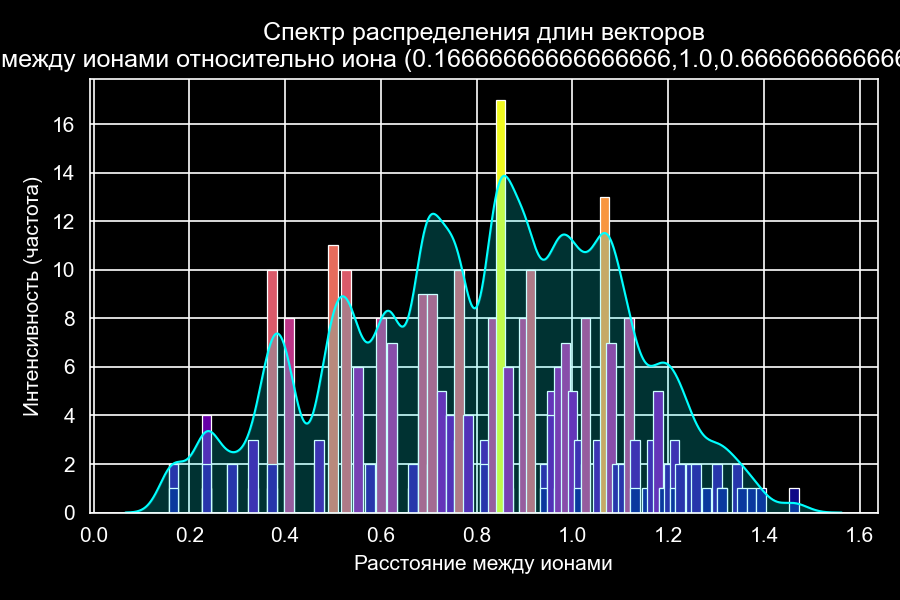 Спектр распределения длин векторов
между ионами относительно иона (0.16666666666666666,1.0,0.666666666666
16
14
12
10
8
6
4
2
0
Интенсивность (частота)
0.0 0.2 0.4 0.6 0.8 1.0 1.2 1.4 1.6
Расстояние между ионами